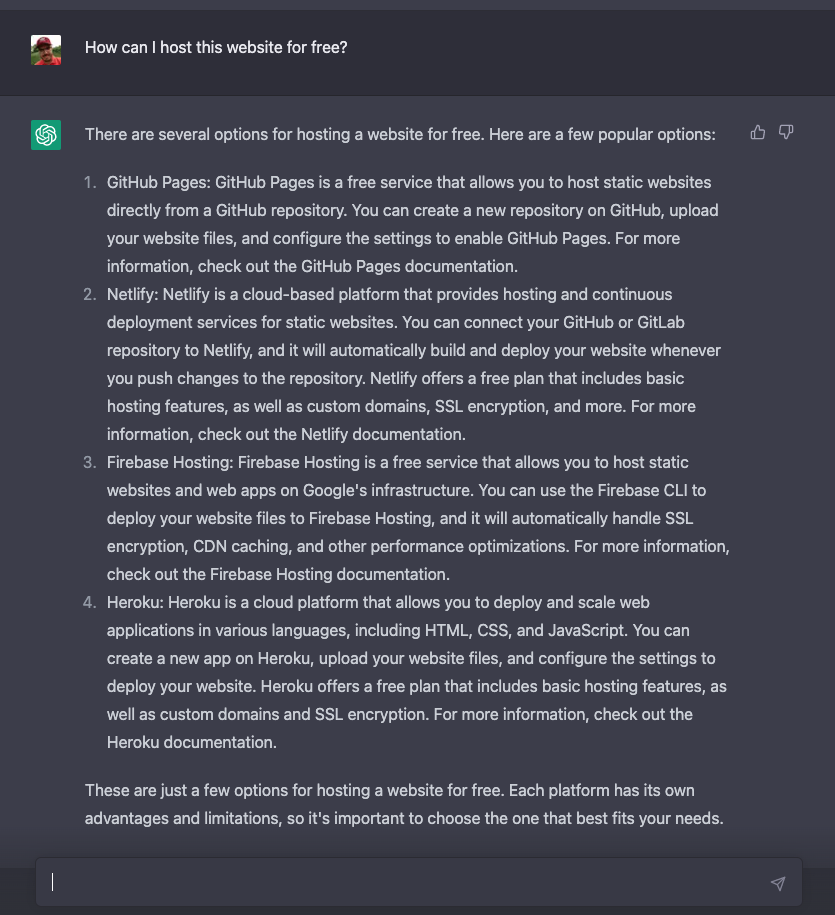 How can I host this website for free?
There are several options for hosting a website for free. Here are a few popular options:
1. GitHub Pages: GitHub Pages is a free service that allows you to host static websites
directly from a GitHub repository. You can create a new repository on GitHub, upload
your website files, and configure the settings to enable GitHub Pages. For more
information, check out the GitHub Pages documentation.
2. Netlify: Netlify is a cloud-based platform that provides hosting and continuous
deployment services for static websites. You can connect your GitHub or GitLab
repository to Netlify, and it will automatically build and deploy your website whenever
you push changes to the repository. Netlify offers a free plan that includes basic
hosting features, as well as custom domains, SSL encryption, and more. For more
information, check out the Netlify documentation.
3. Firebase Hosting: Firebase Hosting is a free service that allows you to host static
websites and web apps on Google's infrastructure. You can use the Firebase CLI to
deploy your website files to Firebase Hosting, and it will automatically handle SSL
encryption, CDN caching, and other performance optimizations. For more information,
check out the Firebase Hosting documentation.
4. Heroku: Heroku is a cloud platform that allows you to deploy and scale web
applications in various languages, including HTML, CSS, and JavaScript. You can
create a new app on Heroku, upload your website files, and configure the settings to
deploy your website. Heroku offers a free plan that includes basic hosting features, as
well as custom domains and SSL encryption. For more information, check out the
Heroku documentation.
These are just a few options for hosting a website for free. Each platform has its own
advantages and limitations, so it's important to choose the one that best fits your needs.